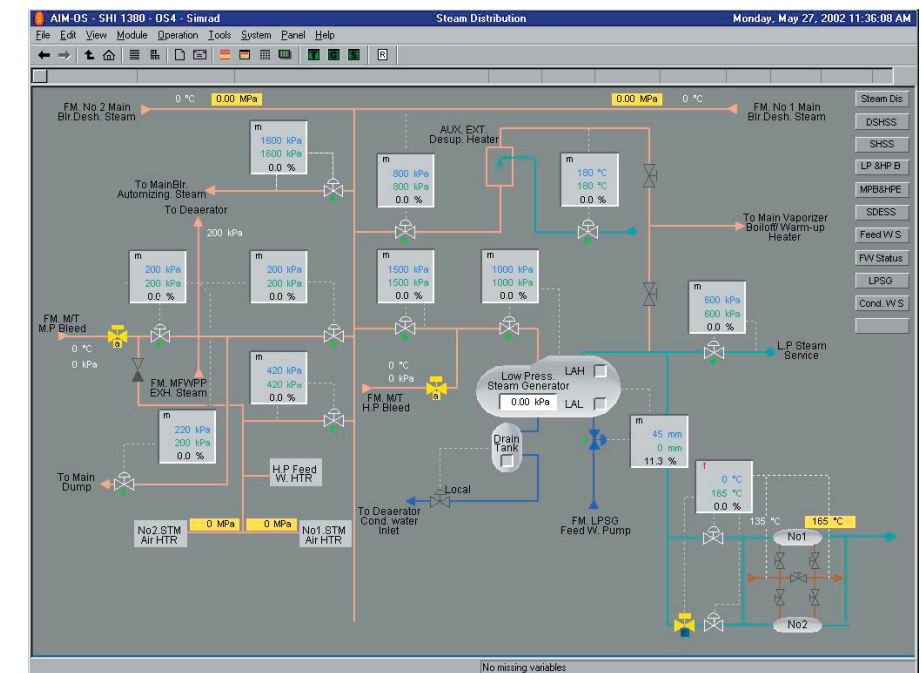 AIM-OS - SHI 1380 - OS4 - Simrad
Steam Distribution
Monday, May 27, 2002 11:36:08 AM
File Edit View Module Operation Tools System Panel Help
T G S R
0 °C 0.00 MPa
0.00 MPa 0 °C
FM. No 2 Main
Blr.Desh. Steam
FM. No 1 Main
Blr.Desh. Steam
Steam Dis
DSHSS
SHSS
LP &HP B
MPB&HPE
SDESS
Feed W S
FW Status
LPSG
Cond. W S
m
1600 kPa
1600 kPa
0.0 %
AUX. EXT.
Desup. Heater
m
800 kPa
800 kPa
0.0 %
m
180 °C
180 °C
0.0 %
To MainBlr.
Automizing. Steam
To Deaerator
200 kPa
To Main Vaporizer
Boiloff Warm-up
Heater
m
200 kPa
200 kPa
0.0 %
m
200 kPa
200 kPa
0.0 %
m
1500 kPa
1500 kPa
0.0 %
m
1000 kPa
1000 kPa
0.0 %
m
600 kPa
600 kPa
0.0 %
FM. M/T
M.P Bleed
a
0 °C
0 kPa
L.P Steam
Service
FM. MFWPP
EXH. Steam
m
420 kPa
420 kPa
0.0 %
0 °C
0 kPa
FM. M/T
H.P Bleed
a
Low Press.
Steam Generator
0.00 kPa
LAH
LAL
m
220 kPa
200 kPa
0.0 %
m
45 mm
0 mm
11.3 %
Drain
Tank
To Main
Dump
H.P Feed
W. HTR
Local
f
0 °C
165 °C
0.0 %
No2.STM
Air HTR
0 MPa
0 MPa
No1.STM
Air HTR
To Deaerator
Cond. water
Inlet
FM. LPSG
Feed W. Pump
135 °C
165 °C
No1
No2
No missing variables